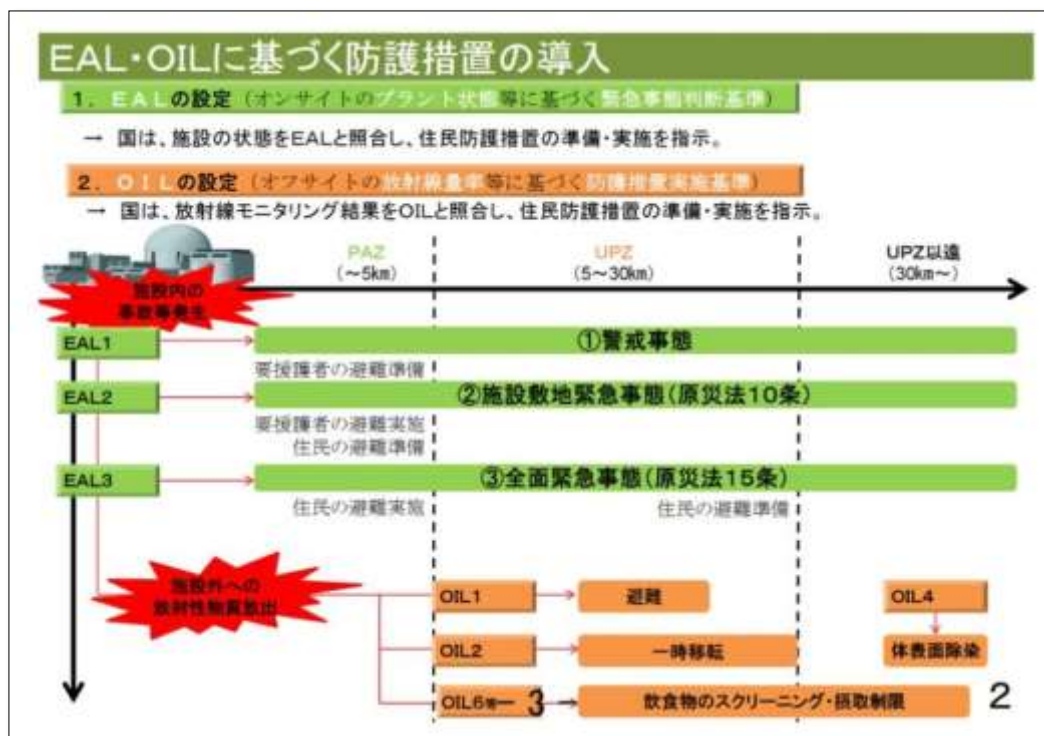 EAL・OILに基づく防護措置の導入
1. EALの設定(オンサイトのプラント状態等に基づく緊急事態判断基準)
→ 国は、施設の状態をEALと照合し、住民防護措置の準備・実施を指示。
2. OILの設定(オフサイトの放射線量率等に基づく防護措置実施基準)
→ 国は、放射線モニタリング結果をOILと照合し、住民防護措置の準備・実施を指示。
PAZ
(~5km)
UPZ
(5~30km)
UPZ以遠
(30km~)
施設内の
事故等発生
EAL1
①警戒事態
要援護者の避難準備
EAL2
②施設敷地緊急事態(原災法10条)
要援護者の避難実施
住民の避難準備
EAL3
③全面緊急事態(原災法15条)
住民の避難実施
住民の避難準備
施設外への
放射性物質放出
OIL1
避難
OIL4
OIL2
一時移転
体表面除染
OIL6等
- 3 -
飲食物のスクリーニング・摂取制限
2